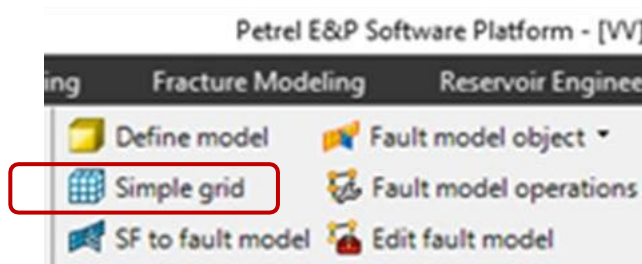 Petrel E&P Software Platform - [VV]
ing Fracture Modeling Reservoir Enginee
Define model Fault model object
Simple grid Fault model operations
SF to fault model Edit fault model